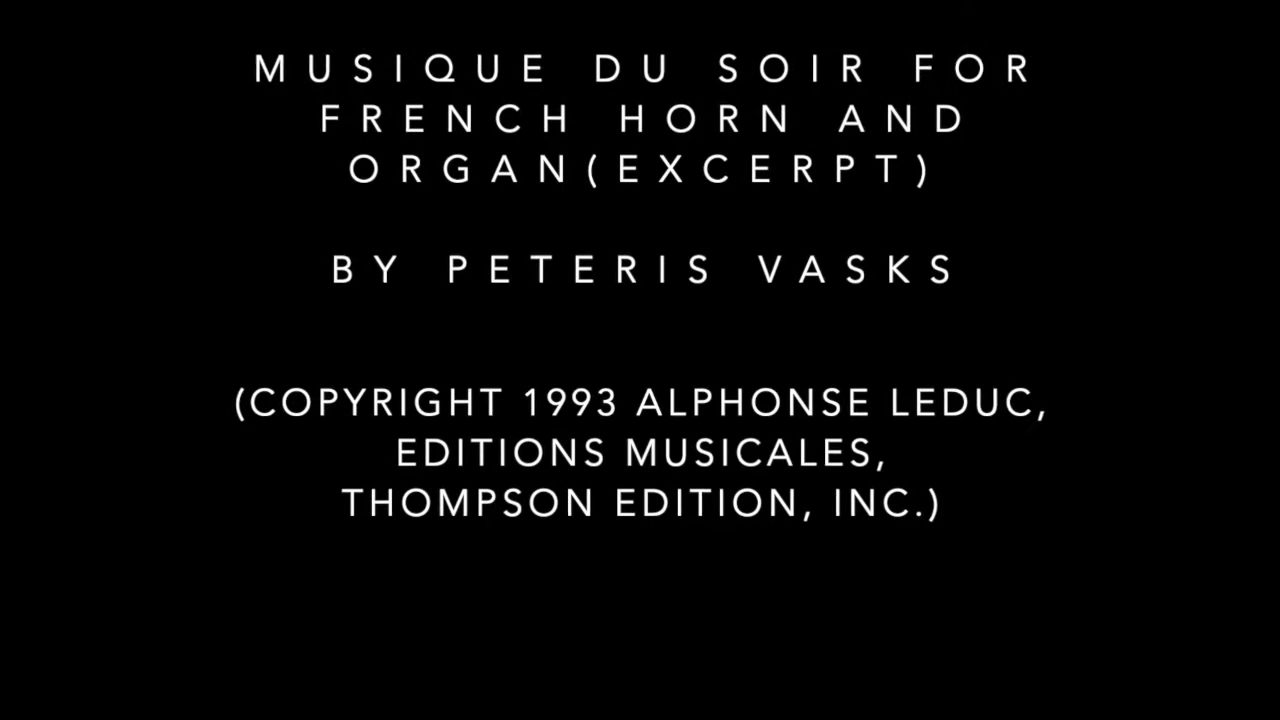 MUSIQUE DU SOIR FOR
FRENCH HORN AND
ORGAN(EXCERPT)
BY PETERIS VASKS
(COPYRIGHT 1993 ALPHONSE LEDUC,
EDITIONS MUSICALES,
THOMPSON EDITION, INC.)